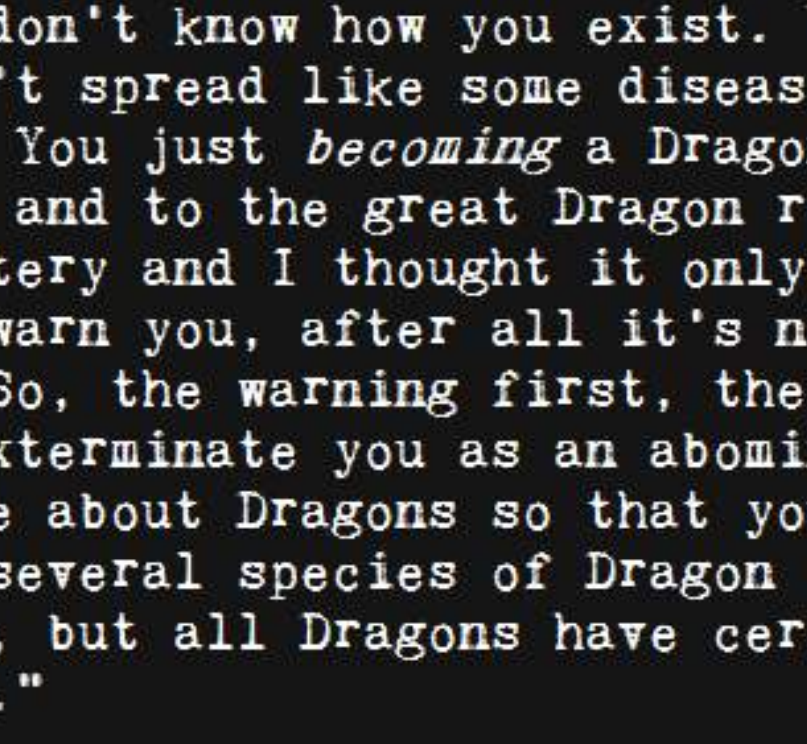 don't know how you exist.
't spread like some diseas
You just becoming a Drago
and to the great Dragon r
tery and I thought it only
warn you, after all it's n
So, the warning first, the
xterminate you as an abomi
e about Dragons so that yo
several species of Dragon
, but all Dragons have cer
."